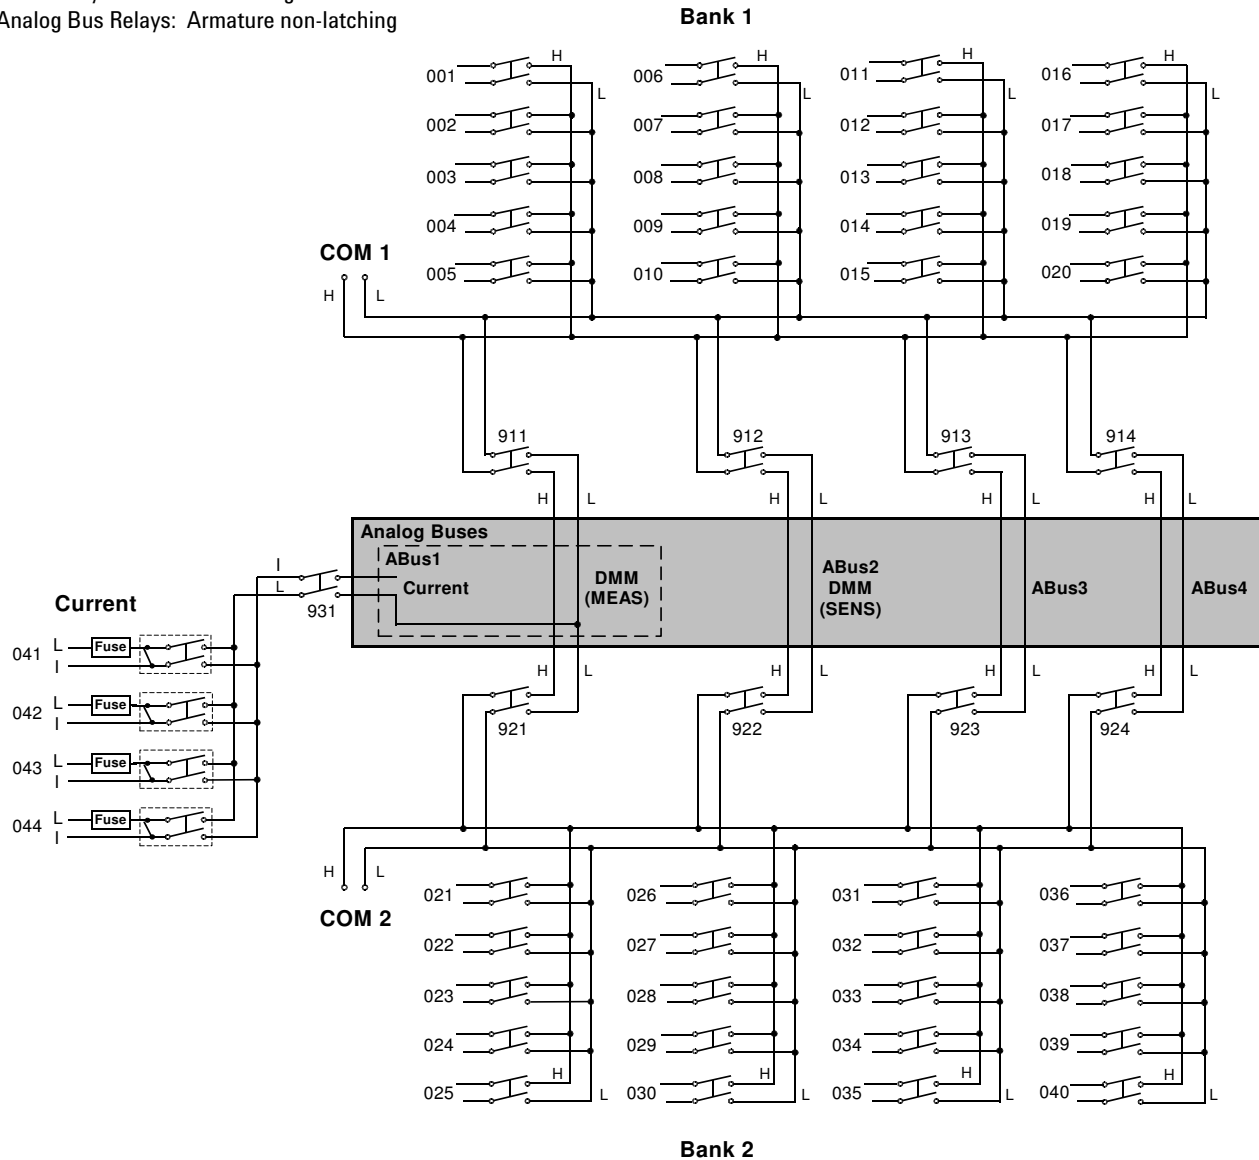 Analog Bus Relays: Armature non-latching
Bank 1
H
H
H
H
001
006
011
016
L
L
L
L
002
007
012
017
003
008
013
018
004
009
014
019
COM 1
005
010
015
020
H
L
911
912
913
914
H
L
H
L
H
L
H
L
Analog Buses
ABus1
Current
DMM
(MEAS)
ABus2
DMM
(SENS)
ABus3
ABus4
I
L
931
Current
041
L
Fuse
I
042
L
Fuse
I
043
L
Fuse
I
044
L
Fuse
I
H
L
H
L
H
L
H
L
921
922
923
924
H
L
COM 2
021
026
031
036
022
027
032
037
023
028
033
038
024
029
034
039
H
H
H
H
025
030
035
040
L
L
L
L
Bank 2